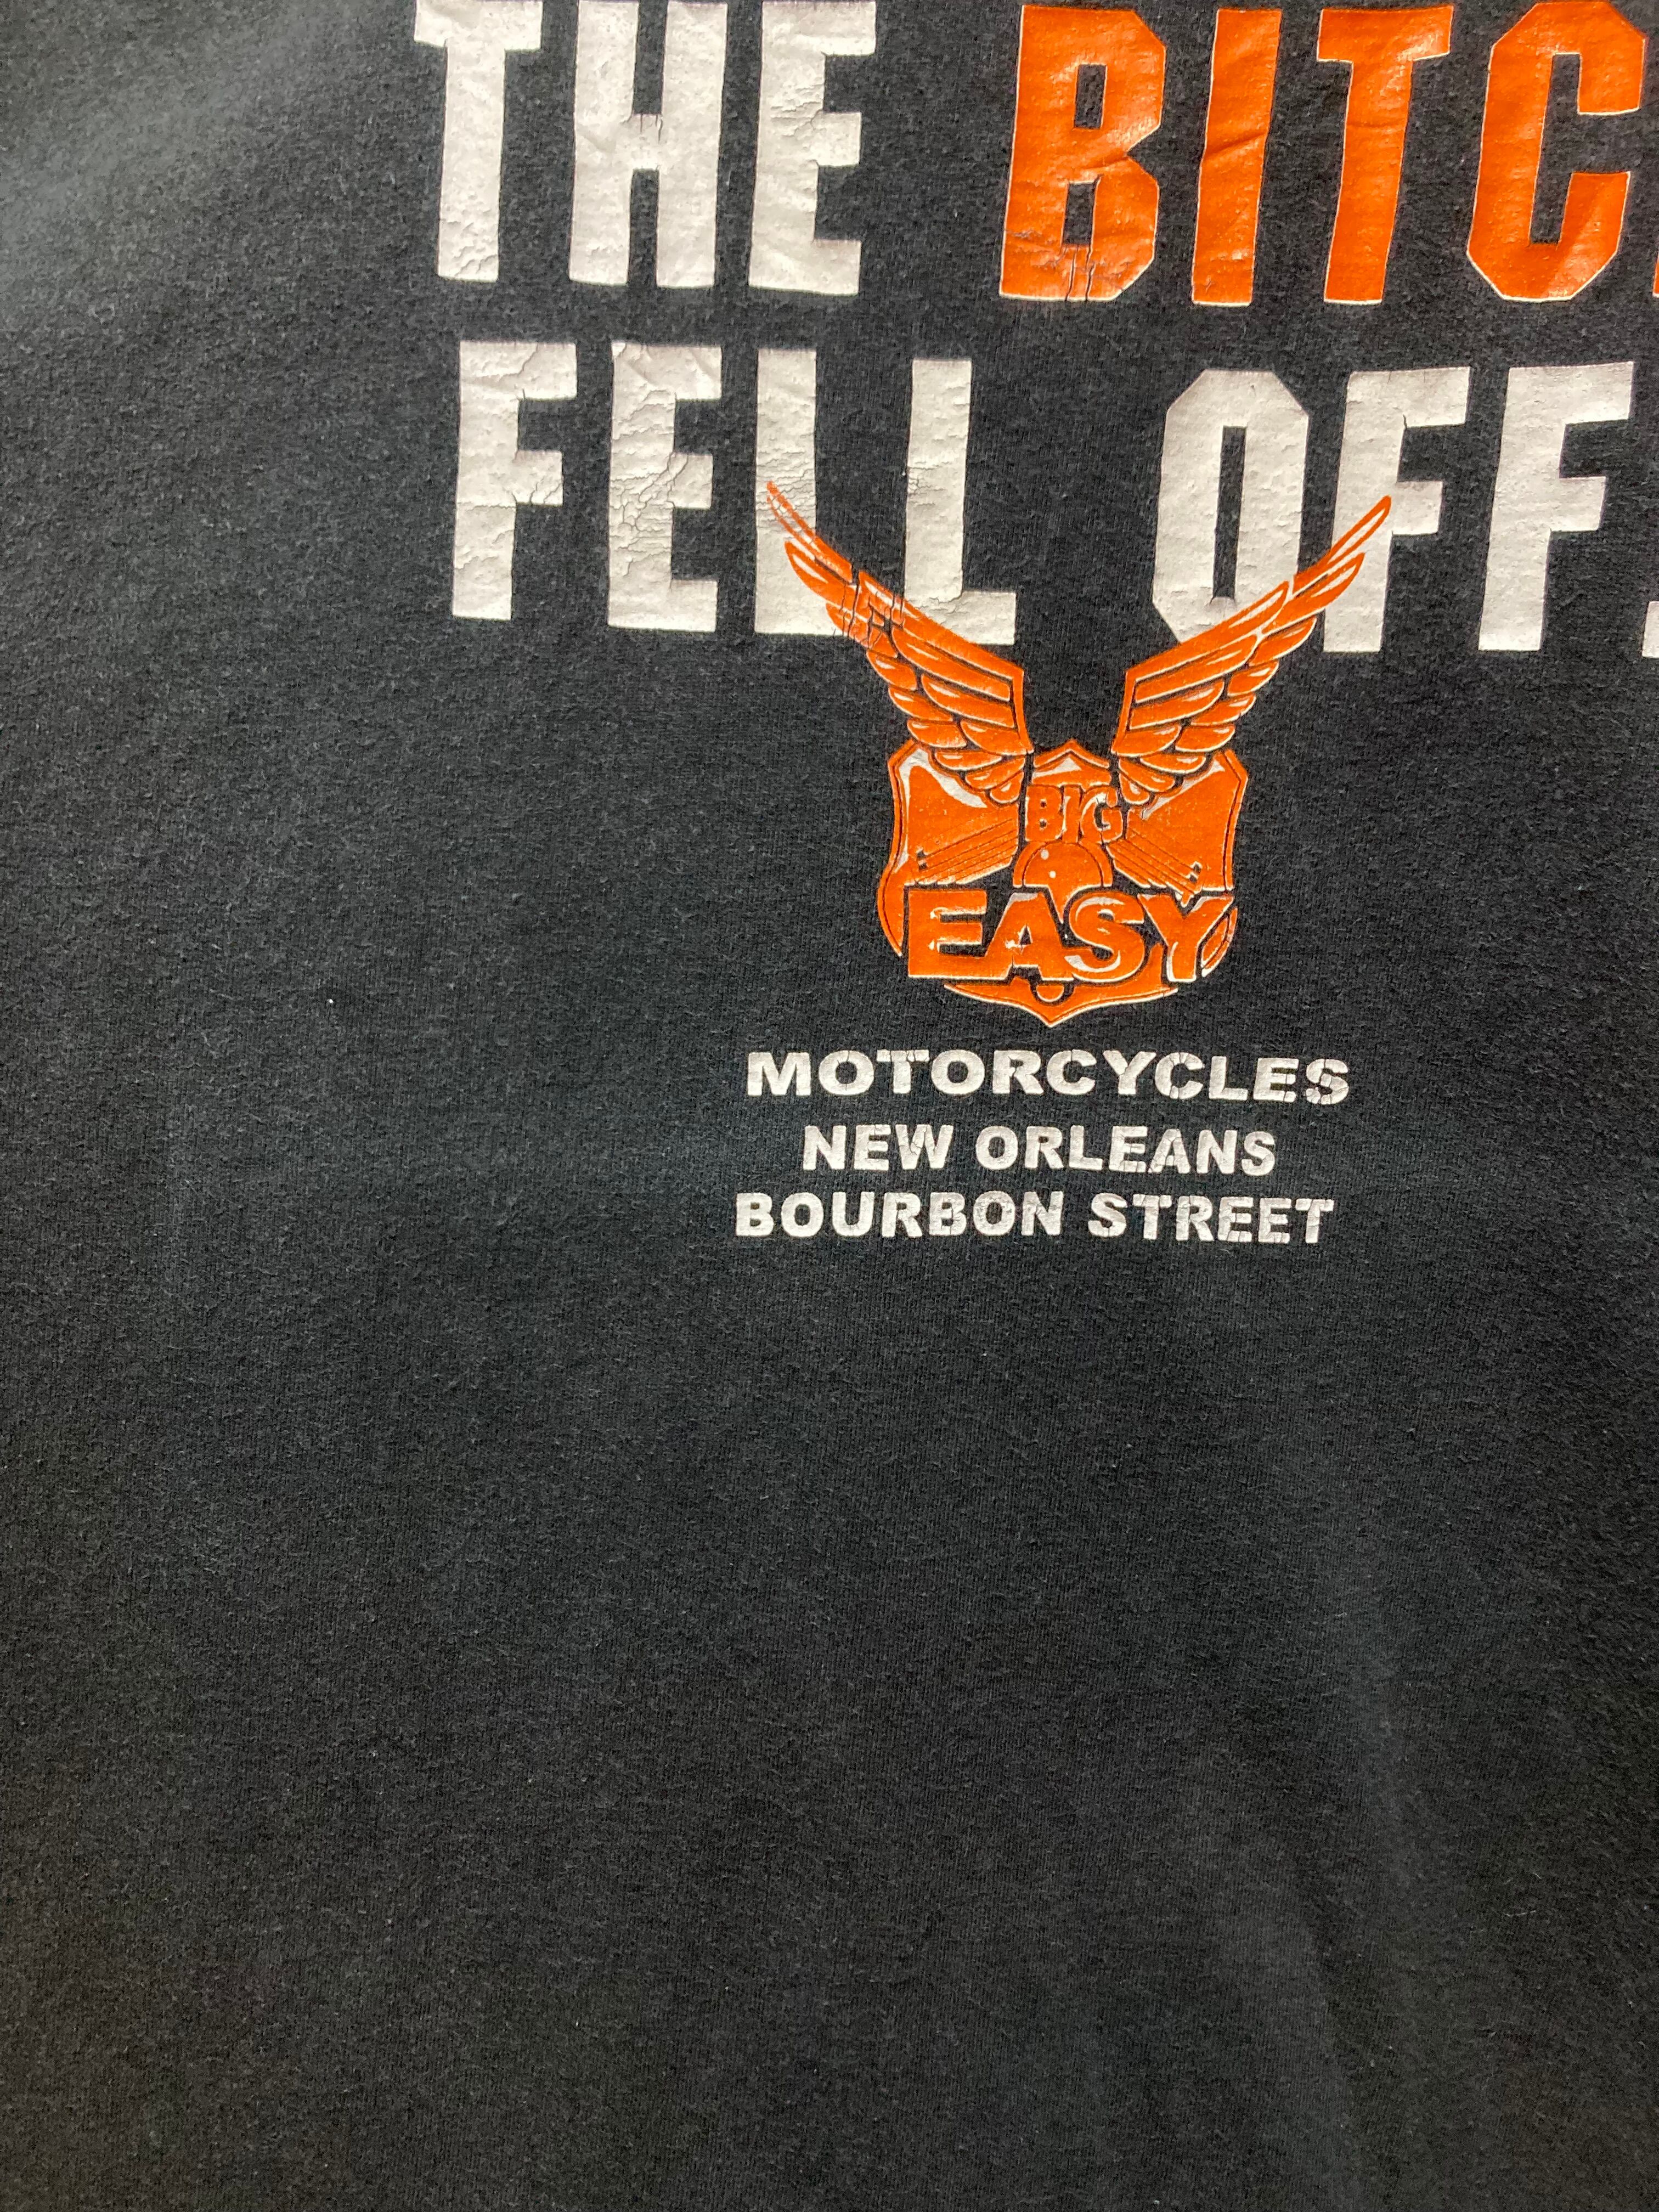 THE BITC
FELL OFF.
BIG
EASY
MOTORCYCLES
NEW ORLEANS
BOURBON STREET